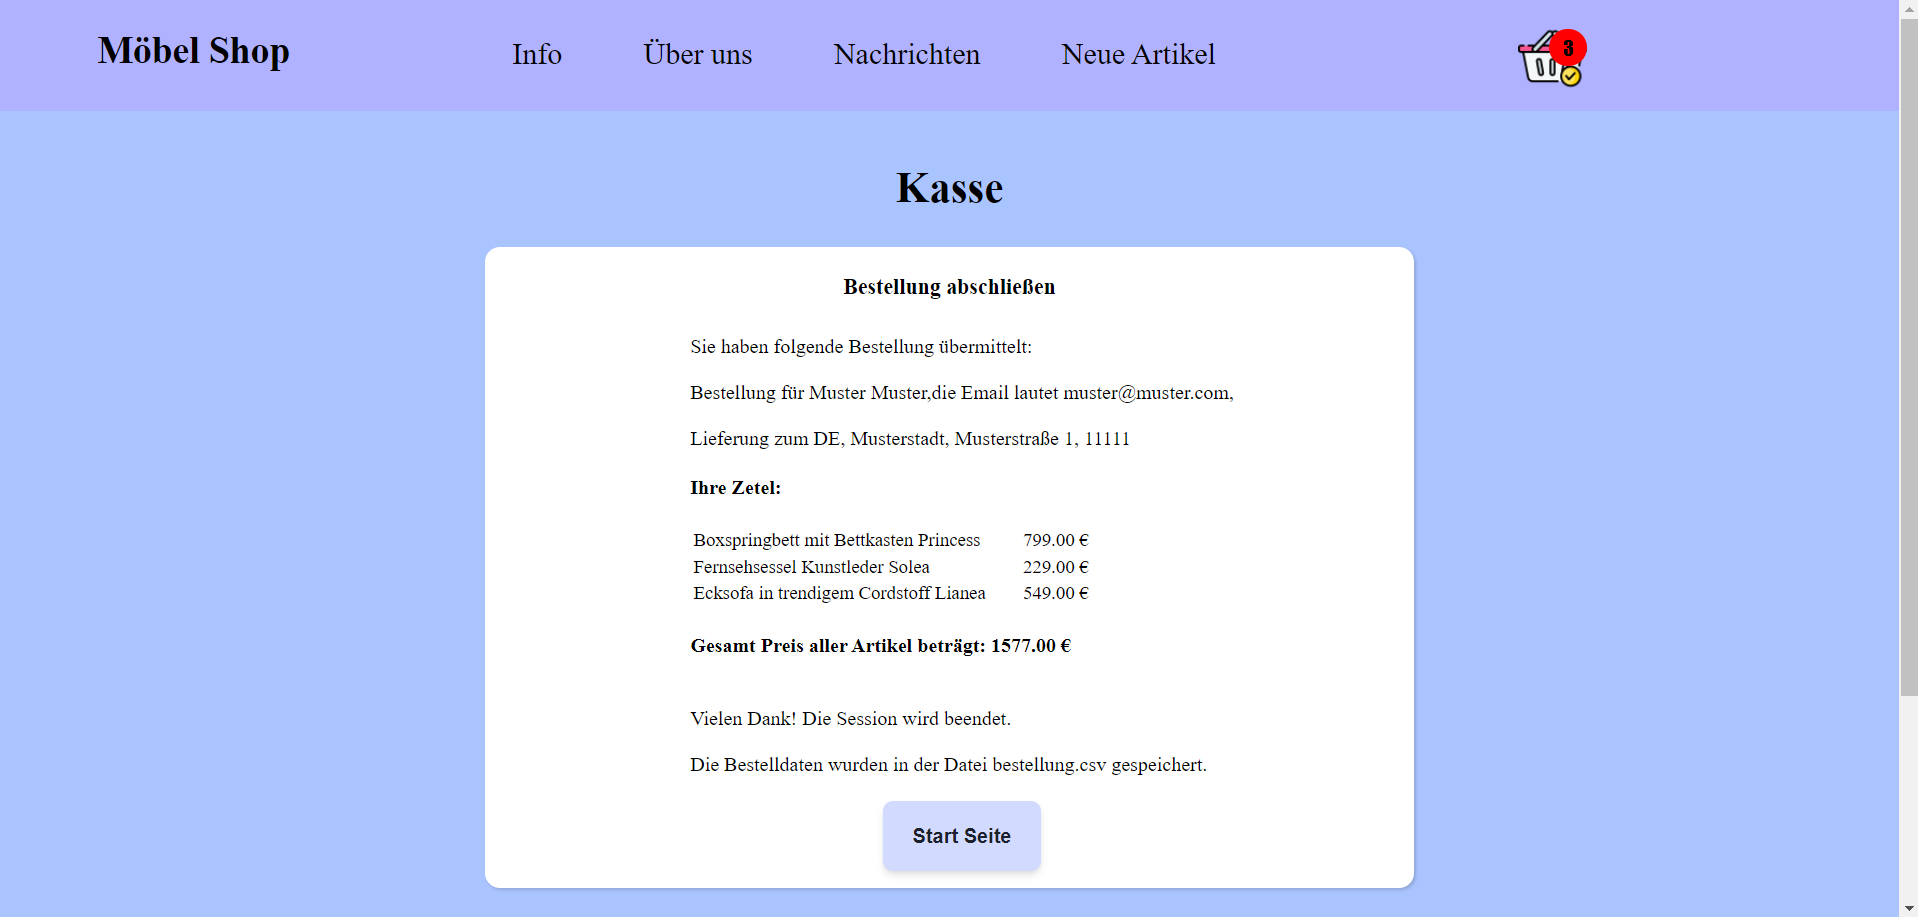 Möbel Shop
Info
Über uns
Nachrichten
Neue Artikel
3
Kasse
Bestellung abschließen
Sie haben folgende Bestellung übermittelt:
Bestellung für Muster Muster,die Email lautet muster@muster.com,
Lieferung zum DE, Musterstadt, Musterstraße 1, 11111
Ihre Zetel:
Boxspringbett mit Bettkasten Princess 799.00 €
Fernsehsessel Kunstleder Solea 229.00 €
Ecksofa in trendigem Cordstoff Lianea 549.00 €
Gesamt Preis aller Artikel beträgt: 1577.00 €
Vielen Dank! Die Session wird beendet.
Die Bestelldaten wurden in der Datei bestellung.csv gespeichert.
Start Seite